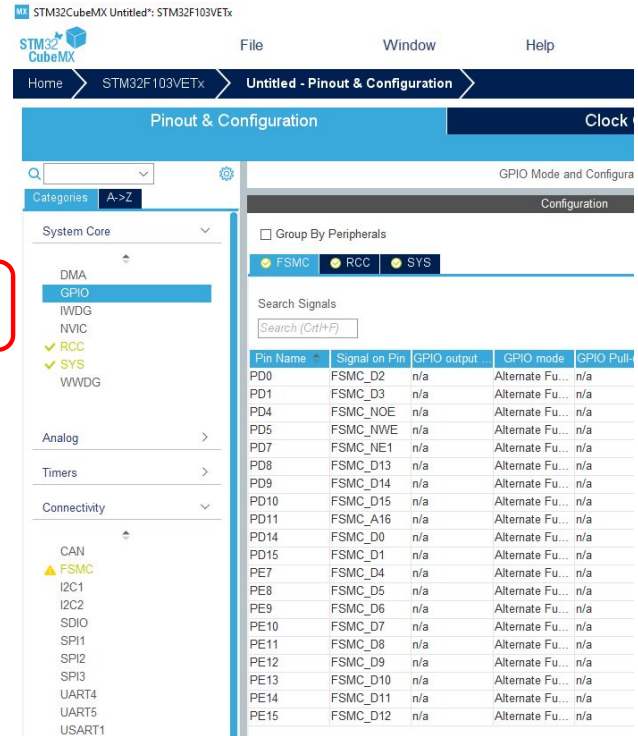 MX STM32CubeMX Untitled*: STM32F103VETx
STM32 CubeMX File Window Help
Home STM32F103VETx Untitled - Pinout & Configuration
Pinout & Configuration Clock
GPIO Mode and Configura
Categories A->Z
Configuration
System Core
Group By Peripherals
FSMC RCC SYS
DMA
GPIO
IWDG
NVIC
RCC
SYS
WWDG
Search Signals
Search (Crtl+F)
Pin Name Signal on Pin GPIO output ... GPIO mode GPIO Pull-
PD0 FSMC_D2 n/a Alternate Fu... n/a
PD1 FSMC_D3 n/a Alternate Fu... n/a
PD4 FSMC_NOE n/a Alternate Fu... n/a
PD5 FSMC_NWE n/a Alternate Fu... n/a
PD7 FSMC_NE1 n/a Alternate Fu... n/a
PD8 FSMC_D13 n/a Alternate Fu... n/a
PD9 FSMC_D14 n/a Alternate Fu... n/a
PD10 FSMC_D15 n/a Alternate Fu... n/a
PD11 FSMC_A16 n/a Alternate Fu... n/a
PD14 FSMC_D0 n/a Alternate Fu... n/a
PD15 FSMC_D1 n/a Alternate Fu... n/a
PE7 FSMC_D4 n/a Alternate Fu... n/a
PE8 FSMC_D5 n/a Alternate Fu... n/a
PE9 FSMC_D6 n/a Alternate Fu... n/a
PE10 FSMC_D7 n/a Alternate Fu... n/a
PE11 FSMC_D8 n/a Alternate Fu... n/a
PE12 FSMC_D9 n/a Alternate Fu... n/a
PE13 FSMC_D10 n/a Alternate Fu... n/a
PE14 FSMC_D11 n/a Alternate Fu... n/a
PE15 FSMC_D12 n/a Alternate Fu... n/a
Analog
Timers
Connectivity
CAN
FSMC
I2C1
I2C2
SDIO
SPI1
SPI2
SPI3
UART4
UART5
USART1